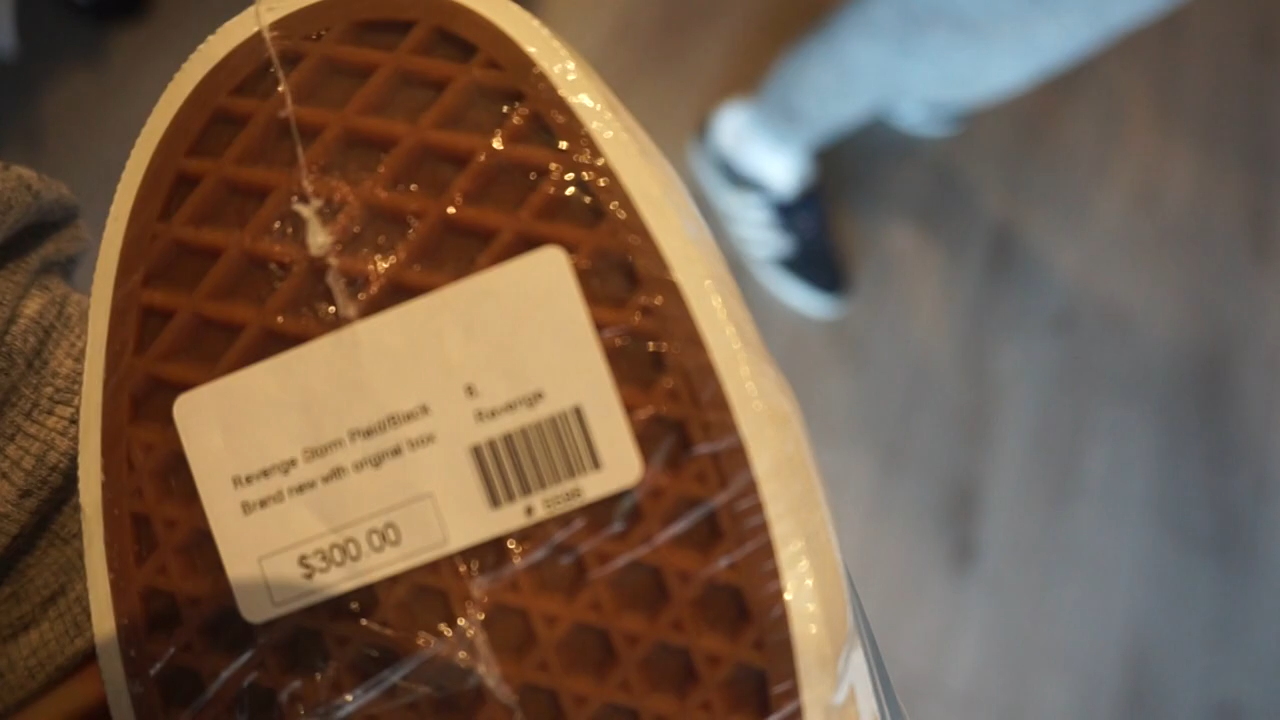 Revenge Storm Plaid/Black
Brand new with original box
$300.00
Revenge